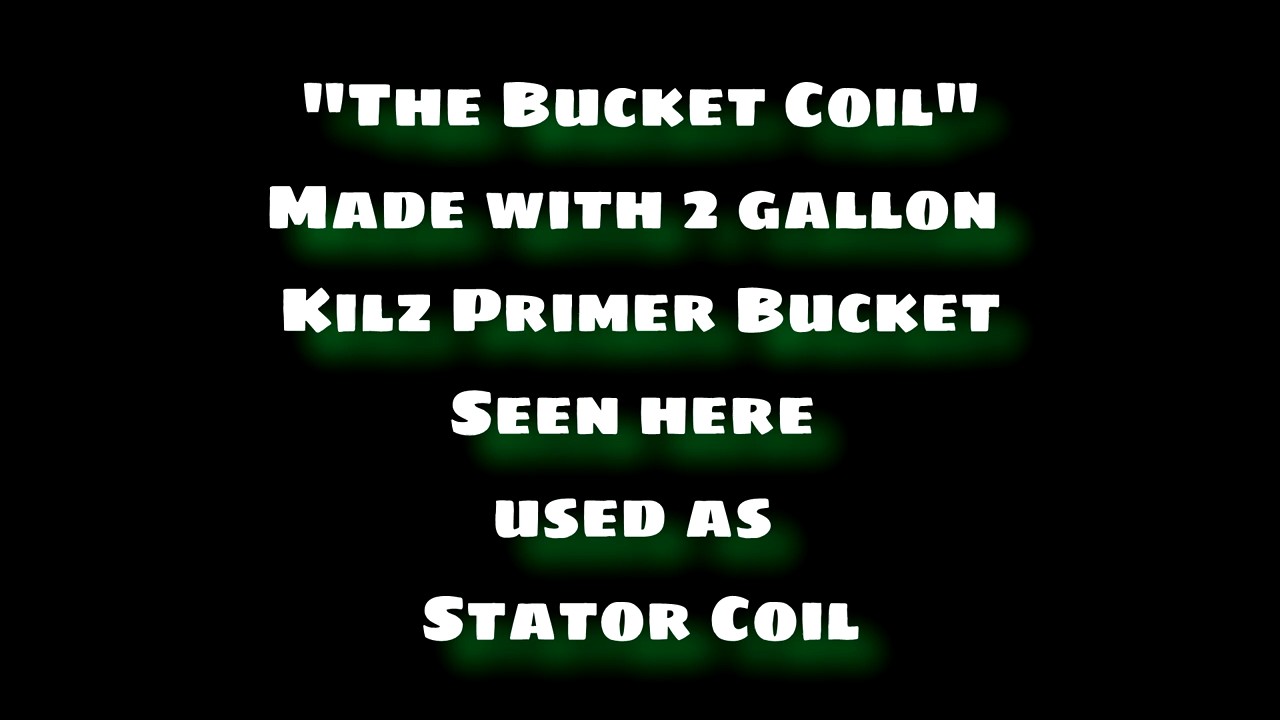 "The Bucket Coil"
Made with 2 gallon
Kilz Primer Bucket
Seen here
used as
Stator Coil